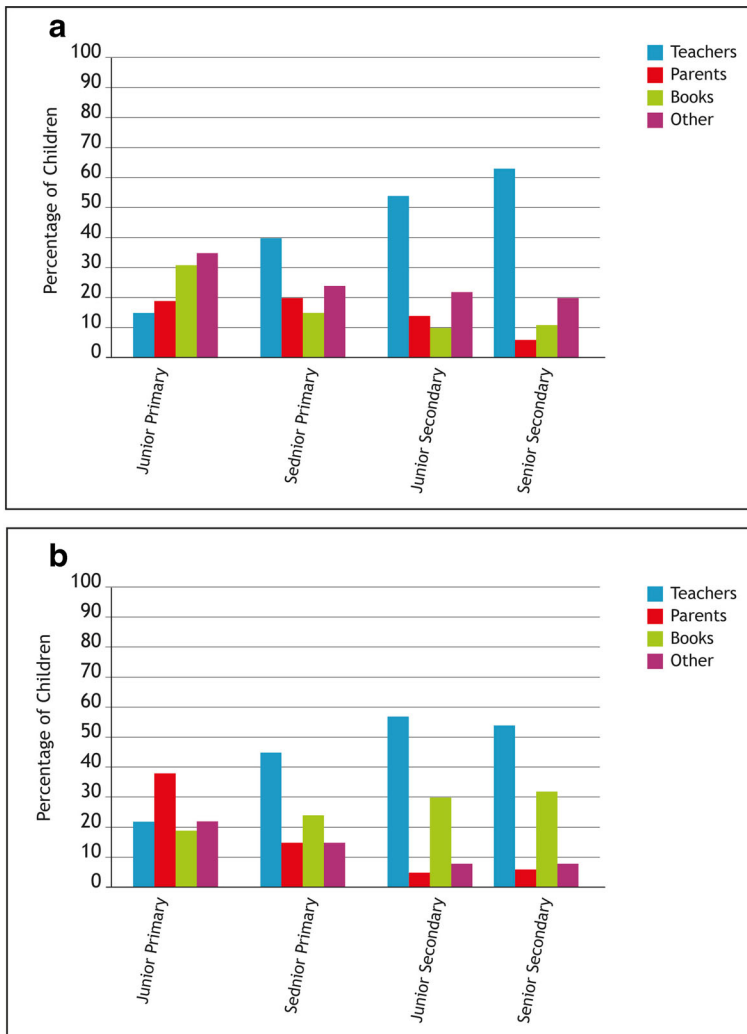 a
100
90
80
70
60
50
40
30
20
10
0
Percentage of Children
Junior Primary
Sednior Primary
Junior Secondary
Senior Secondary
Teachers
Parents
Books
Other
b
100
90
80
70
60
50
40
30
20
10
0
Percentage of Children
Junior Primary
Sednior Primary
Junior Secondary
Senior Secondary
Teachers
Parents
Books
Other